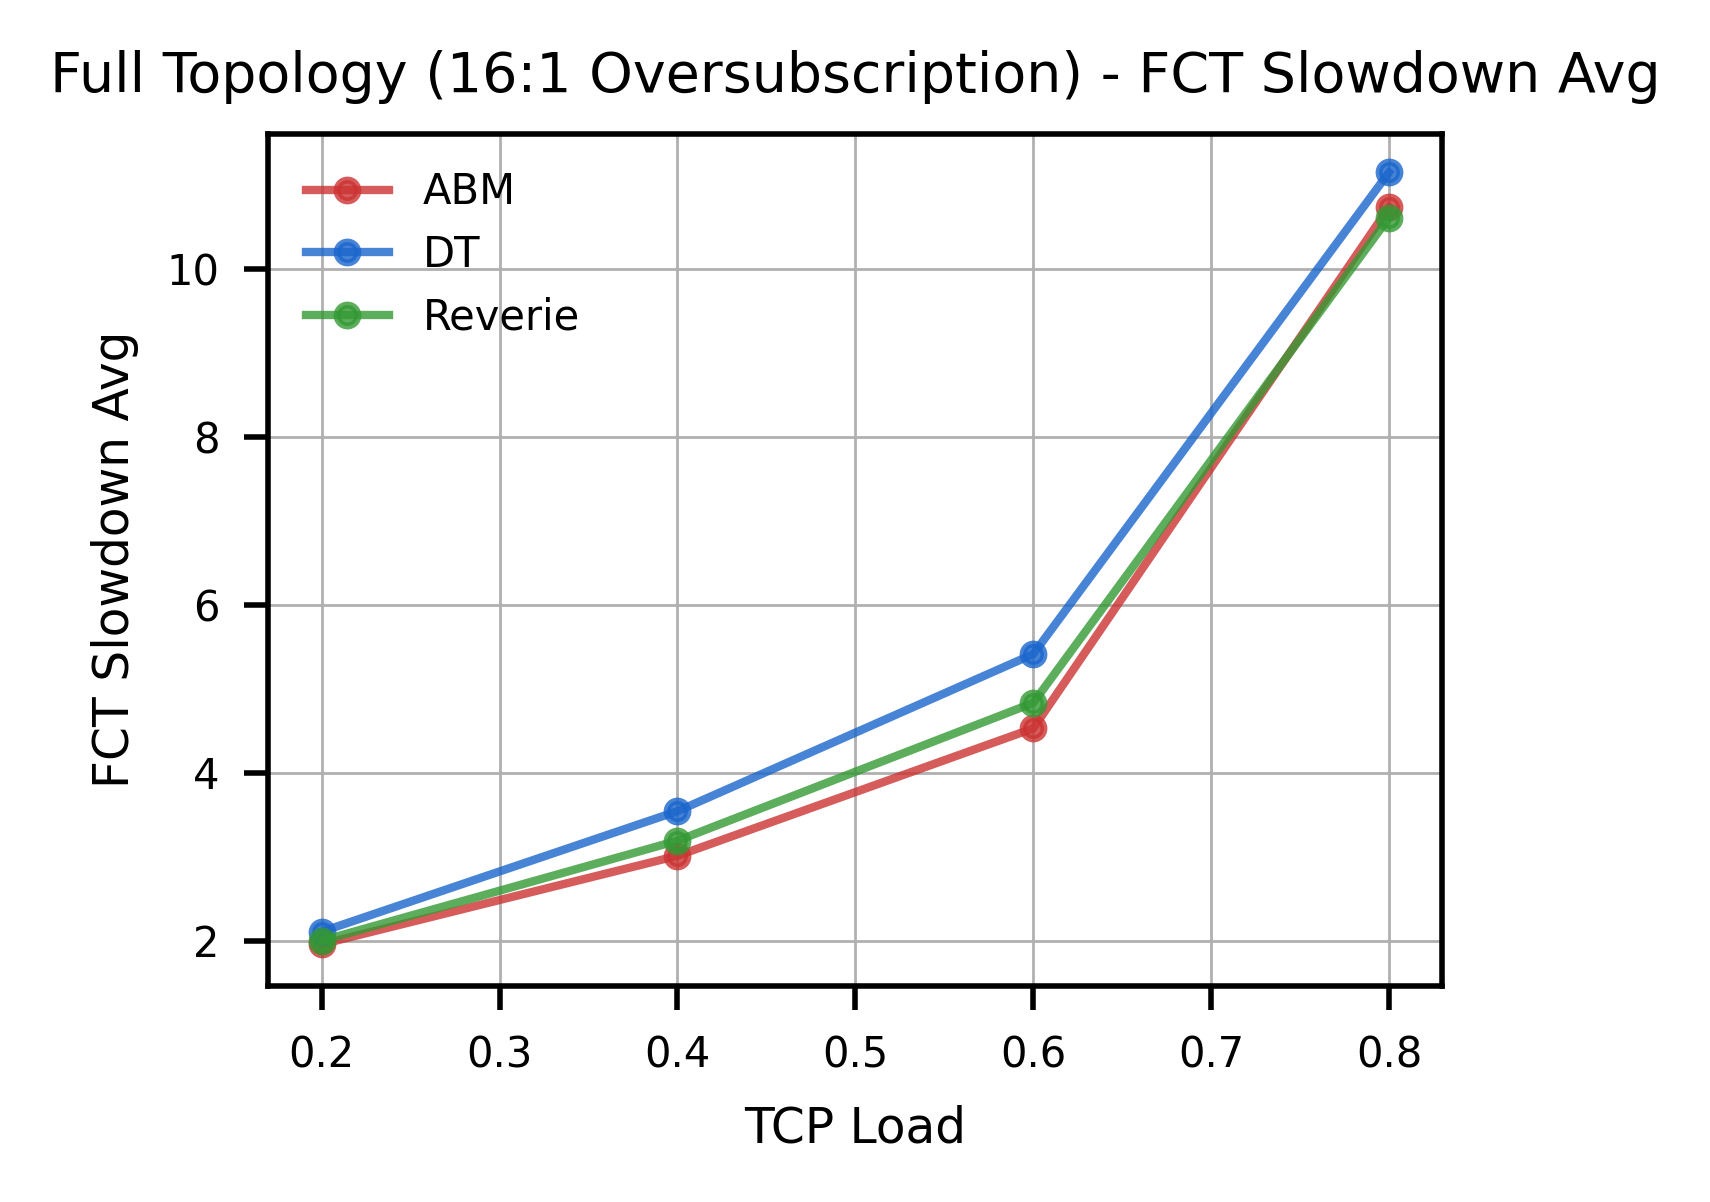 Full Topology (16:1 Oversubscription) - FCT Slowdown Avg
ABM
DT
Reverie
FCT Slowdown Avg
10
8
6
4
2
0.2 0.3 0.4 0.5 0.6 0.7 0.8
TCP Load